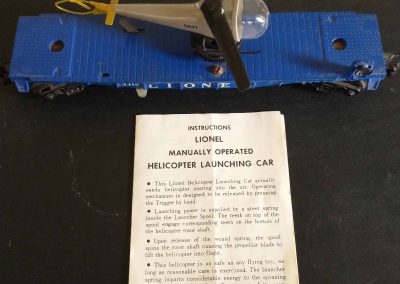 NAVY
LIONEL
INSTRUCTIONS
LIONEL
MANUALLY OPERATED
HELICOPTER LAUNCHING CAR
● This Lionel Helicopter Launching Car actually
sends helicopter soaring into the air. Operating
mechanism is designed to be released by pressing
the Trigger by hand.
● Launching power is supplied by a steel spring
inside the Launcher Spool. The teeth on top of the
spool engage corresponding teeth on the bottom of
the helicopter rotor shaft.
● Upon release of the wound spring, the spool
spins the rotor shaft causing the propeller blade to
lift the helicopter into flight.
● This helicopter is as safe as any flying toy, as
long as reasonable care is exercised. The launcher
spring imparts considerable energy to the spinning